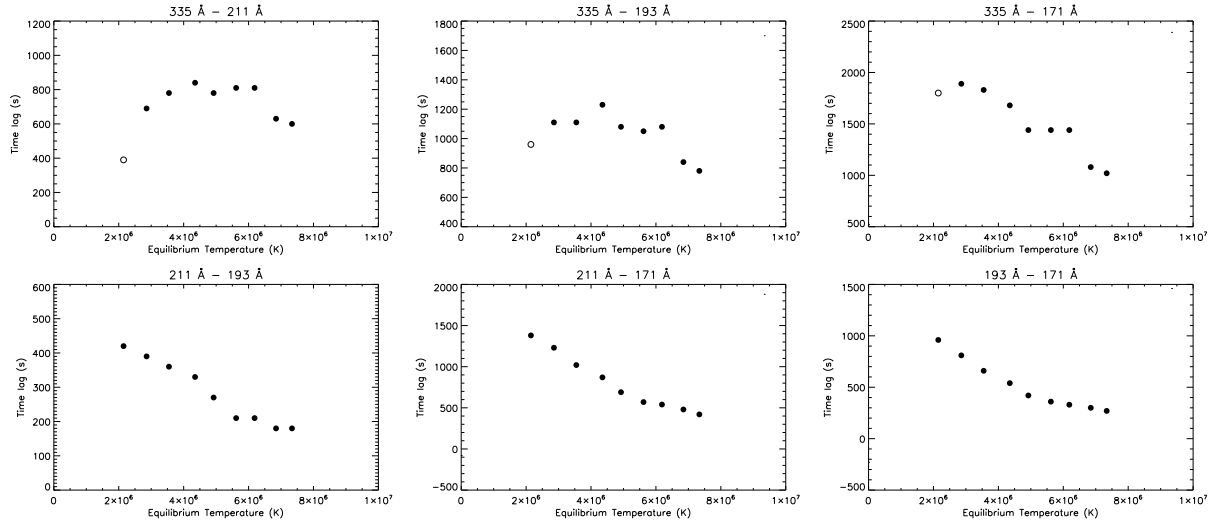 335 Å – 211 Å
1200
1000
800
600
400
200
0
Time lag (s)
0 2×10⁶ 4×10⁶ 6×10⁶ 8×10⁶ 1×10⁷
Equilibrium Temperature (K)
335 Å – 193 Å
1800
1600
1400
1200
1000
800
600
400
Time lag (s)
0 2×10⁶ 4×10⁶ 6×10⁶ 8×10⁶ 1×10⁷
Equilibrium Temperature (K)
335 Å – 171 Å
2500
2000
1500
1000
500
Time lag (s)
0 2×10⁶ 4×10⁶ 6×10⁶ 8×10⁶ 1×10⁷
Equilibrium Temperature (K)
211 Å – 193 Å
600
500
400
300
200
100
0
Time lag (s)
0 2×10⁶ 4×10⁶ 6×10⁶ 8×10⁶ 1×10⁷
Equilibrium Temperature (K)
211 Å – 171 Å
2000
1500
1000
500
0
−500
Time lag (s)
0 2×10⁶ 4×10⁶ 6×10⁶ 8×10⁶ 1×10⁷
Equilibrium Temperature (K)
193 Å – 171 Å
1500
1000
500
0
−500
Time lag (s)
0 2×10⁶ 4×10⁶ 6×10⁶ 8×10⁶ 1×10⁷
Equilibrium Temperature (K)